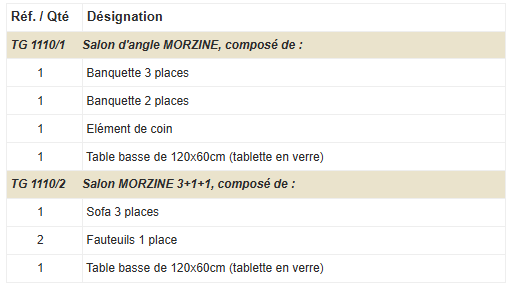 Réf. / Qté Désignation
TG 1110/1 Salon d'angle MORZINE, composé de :
1 Banquette 3 places
1 Banquette 2 places
1 Elément de coin
1 Table basse de 120x60cm (tablette en verre)
TG 1110/2 Salon MORZINE 3+1+1, composé de :
1 Sofa 3 places
2 Fauteuils 1 place
1 Table basse de 120x60cm (tablette en verre)